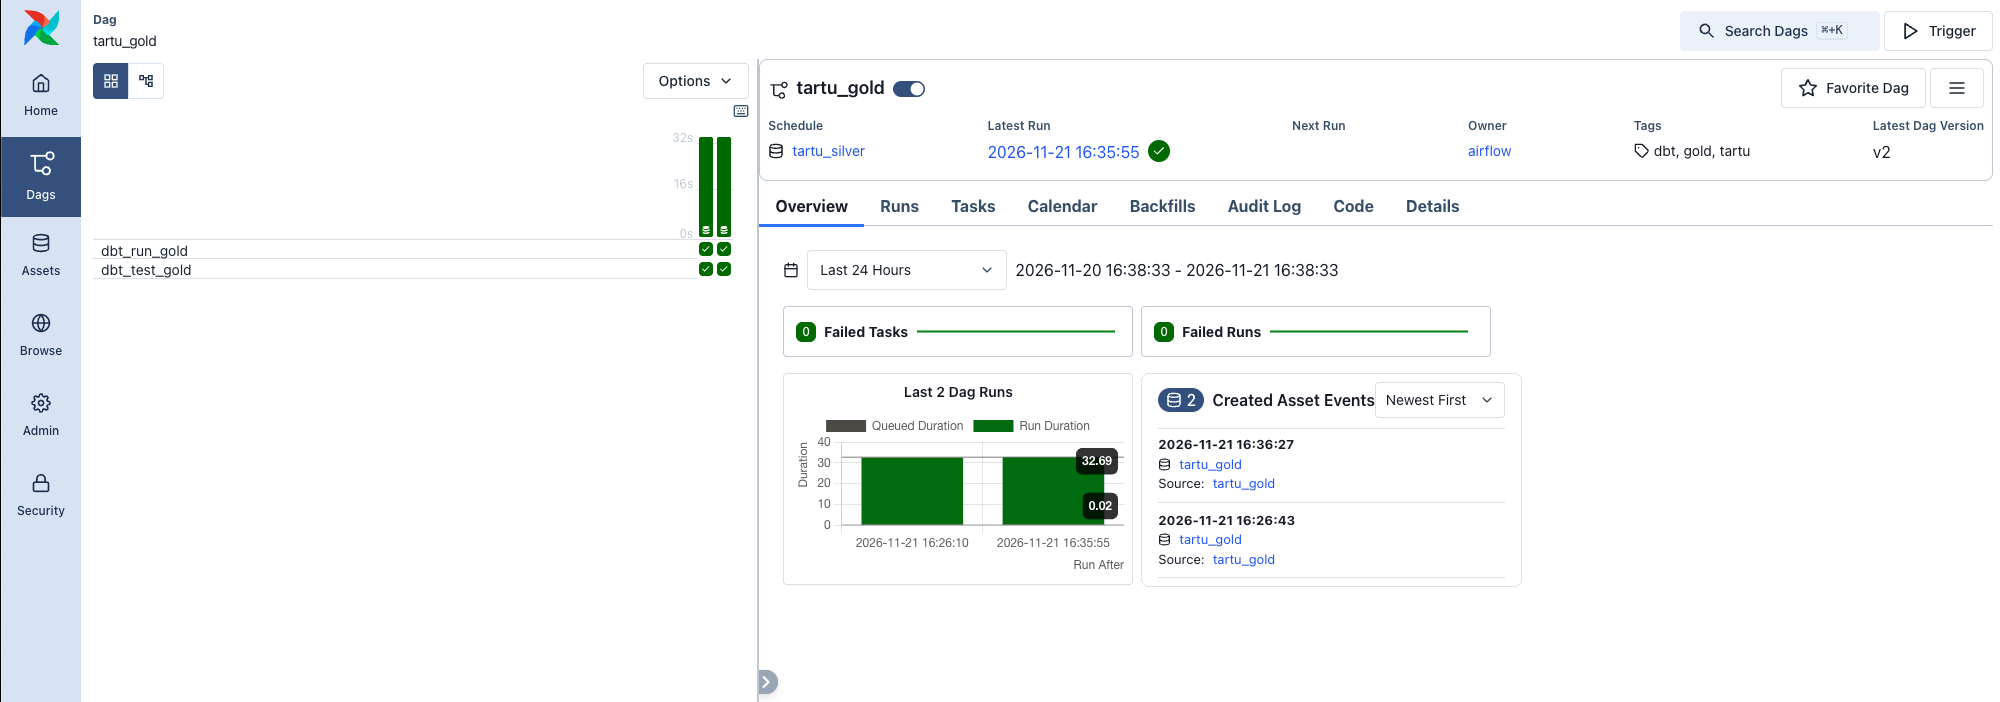 Dag
tartu_gold
Search Dags ⌘+K
Trigger
Home
Dags
Assets
Browse
Admin
Security
Options
32s
16s
0s
dbt_run_gold
dbt_test_gold
tartu_gold
Favorite Dag
Schedule
tartu_silver
Latest Run
2026-11-21 16:35:55
Next Run
Owner
airflow
Tags
dbt, gold, tartu
Latest Dag Version
v2
Overview Runs Tasks Calendar Backfills Audit Log Code Details
Last 24 Hours
2026-11-20 16:38:33 - 2026-11-21 16:38:33
0 Failed Tasks
0 Failed Runs
Last 2 Dag Runs
Queued Duration Run Duration
Duration
40
30
20
10
0
32.69
0.02
2026-11-21 16:26:10 2026-11-21 16:35:55
Run After
2 Created Asset Events
Newest First
2026-11-21 16:36:27
tartu_gold
Source: tartu_gold
2026-11-21 16:26:43
tartu_gold
Source: tartu_gold